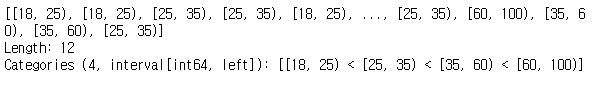 [[18, 25), [18, 25), [25, 35), [25, 35), [18, 25), ..., [25, 35), [60, 100), [35, 6
0), [35, 60), [25, 35)]
Length: 12
Categories (4, interval[int64, left]): [[18, 25) < [25, 35) < [35, 60) < [60, 100)]